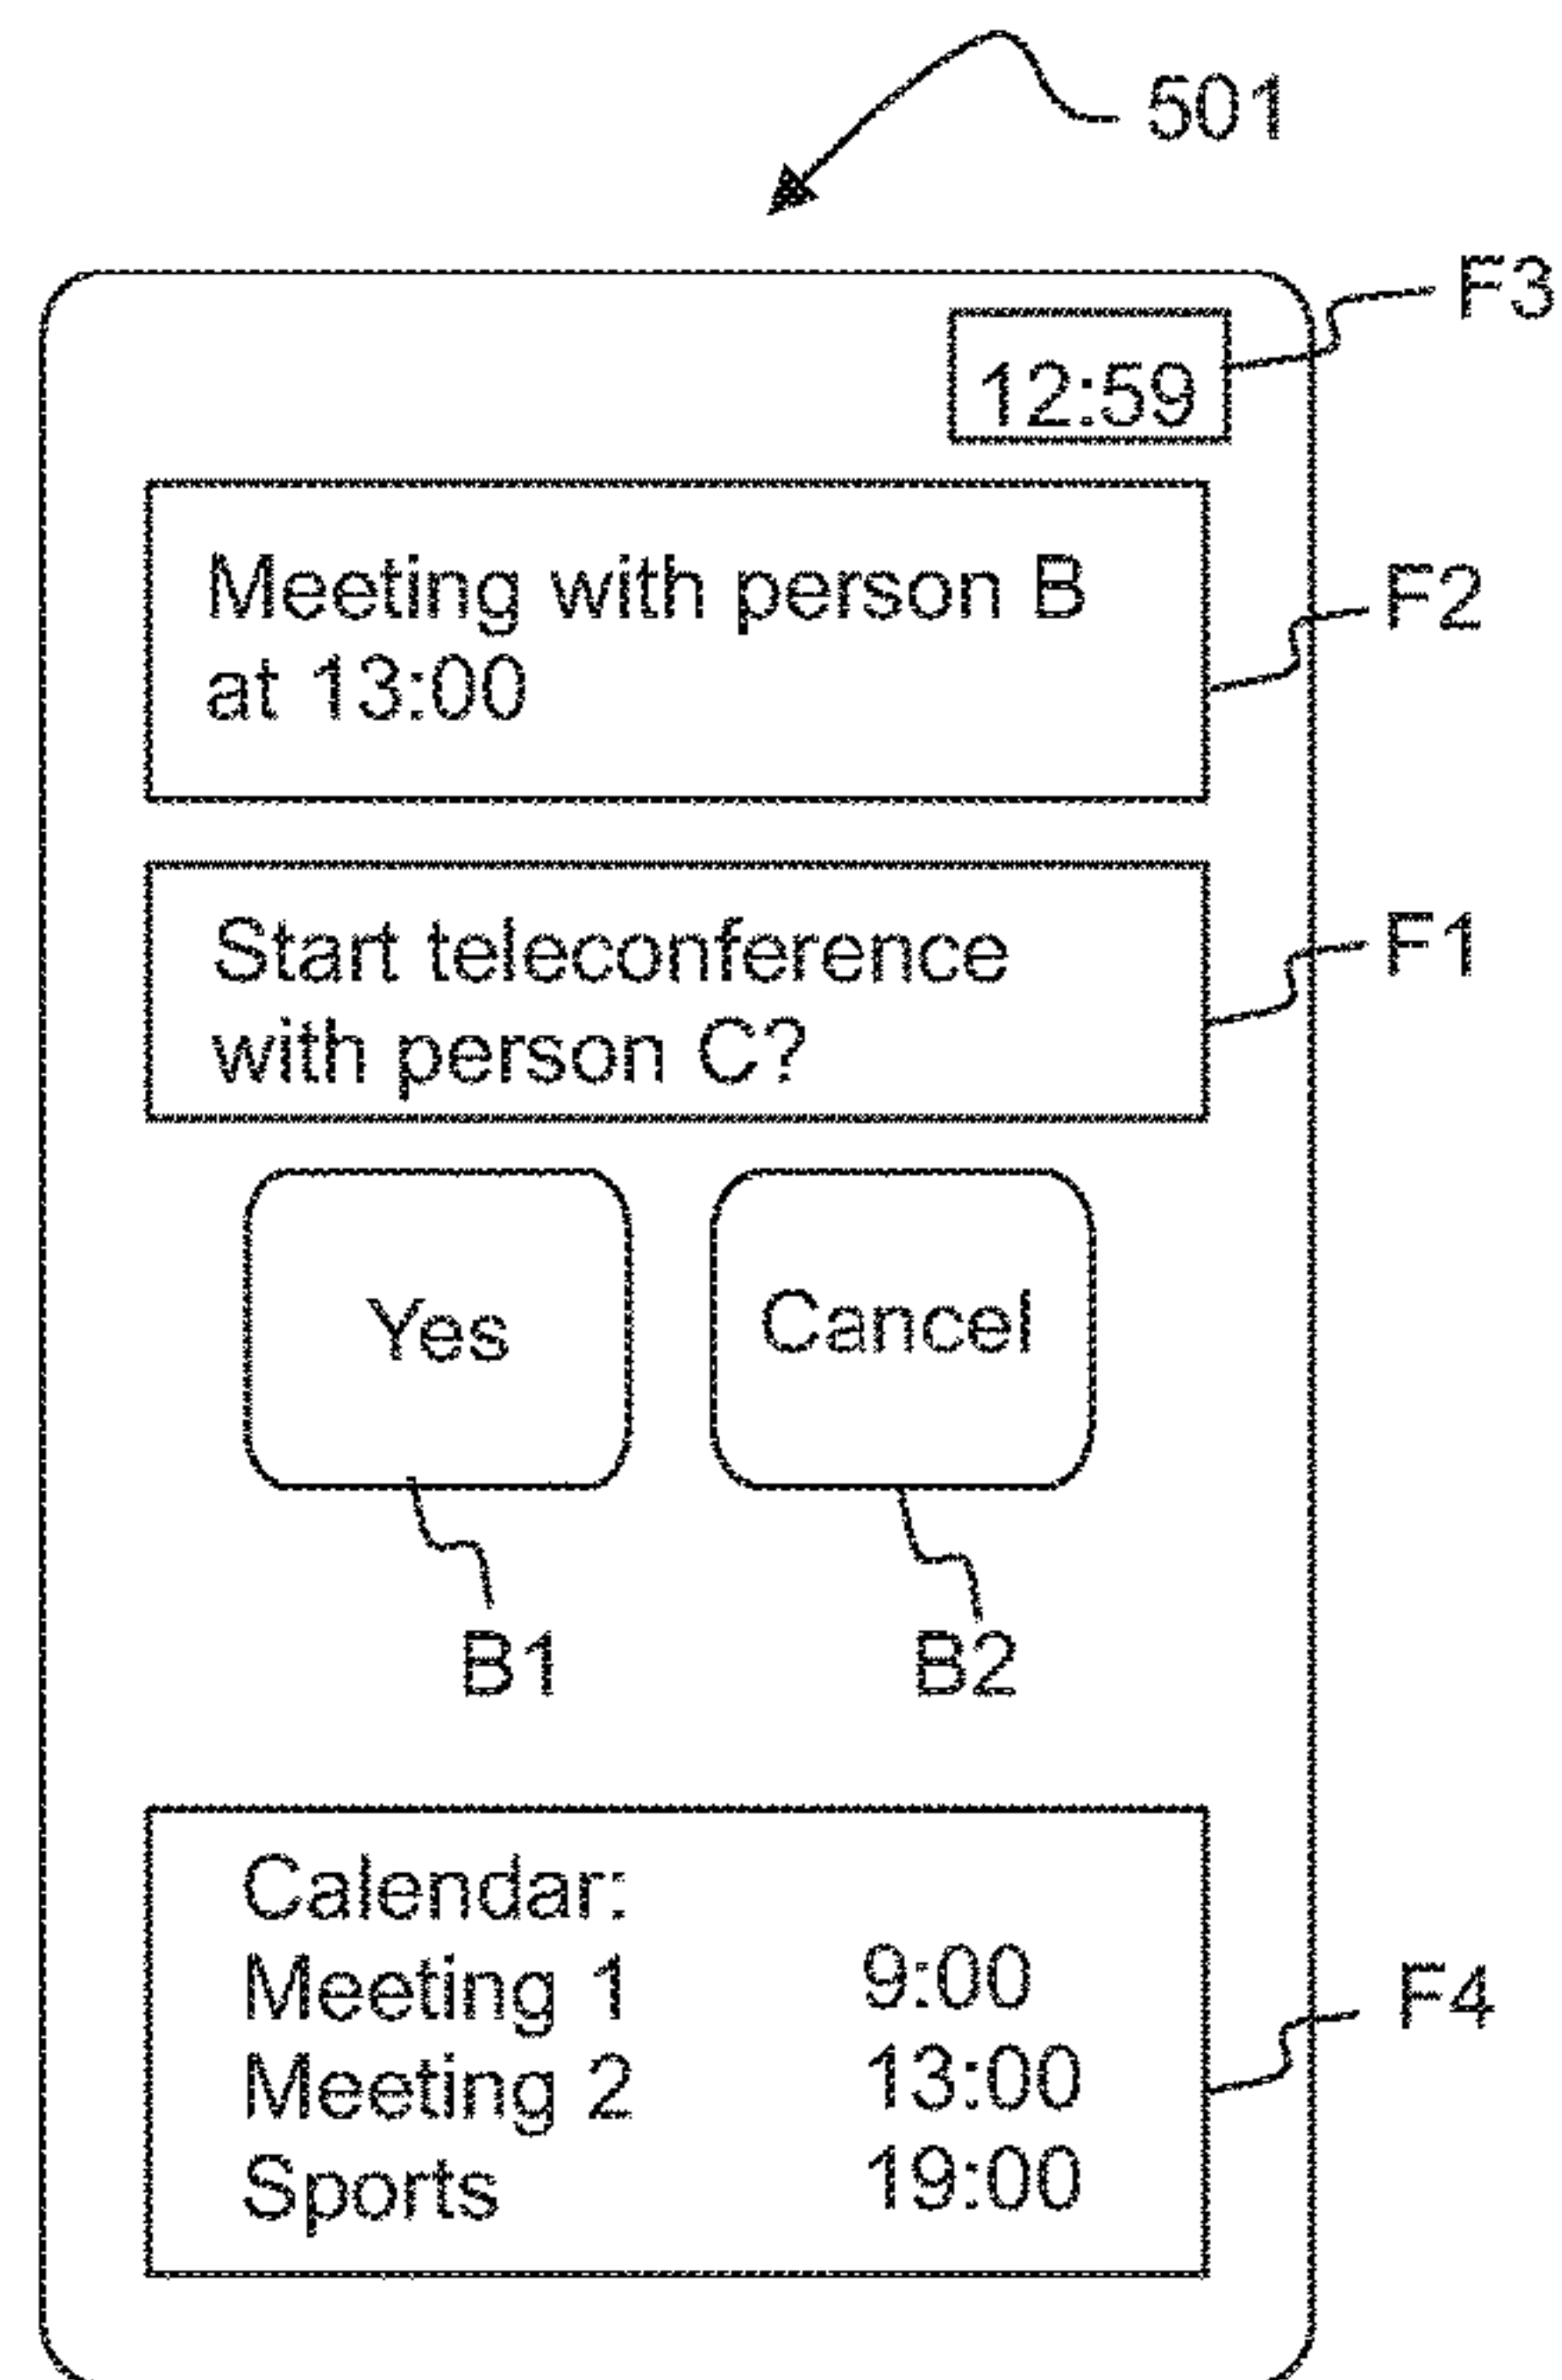 501
F3
12:59
Meeting with person B
at 13:00
F2
Start teleconference
with person C?
F1
Yes
Cancel
B1
B2
Calendar:
Meeting 1 9:00
Meeting 2 13:00
Sports 19:00
F4